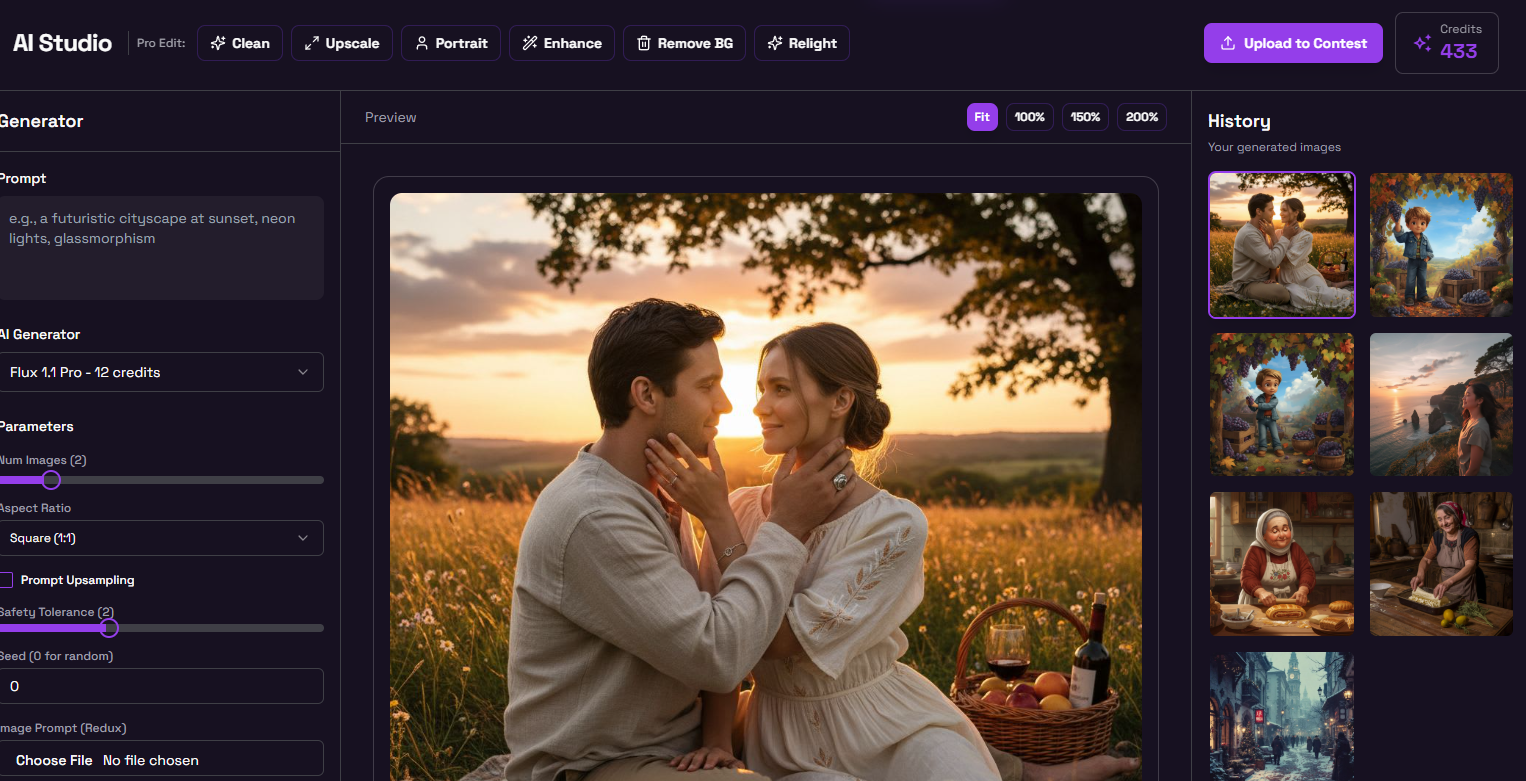 AI Studio
Pro Edit:
Clean
Upscale
Portrait
Enhance
Remove BG
Relight
Upload to Contest
Credits
433
Generator
Prompt
e.g., a futuristic cityscape at sunset, neon
lights, glassmorphism
AI Generator
Flux 1.1 Pro - 12 credits
Parameters
Num Images (2)
Aspect Ratio
Square (1:1)
Prompt Upsampling
Safety Tolerance (2)
Seed (0 for random)
0
Image Prompt (Redux)
Choose File No file chosen
Preview
Fit
100%
150%
200%
History
Your generated images